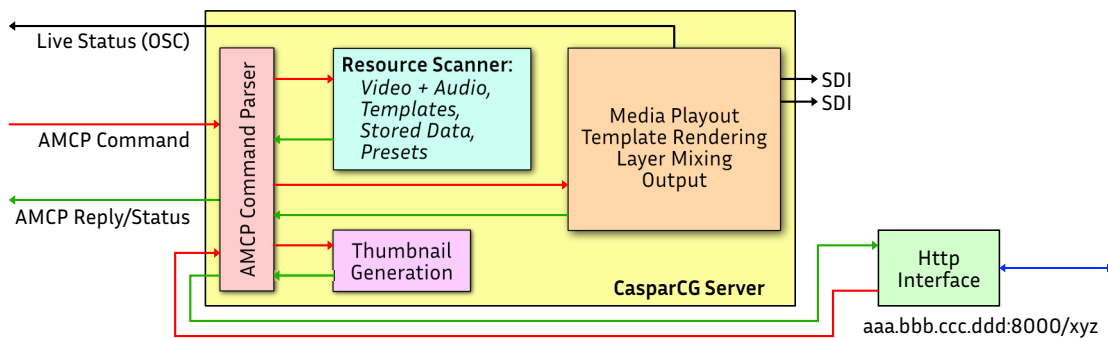 Live Status (OSC)
AMCP Command
AMCP Reply/Status
AMCP Command Parser
Resource Scanner:
Video + Audio,
Templates,
Stored Data,
Presets
Thumbnail
Generation
Media Playout
Template Rendering
Layer Mixing
Output
SDI
SDI
CasparCG Server
Http
Interface
aaa.bbb.ccc.ddd:8000/xyz